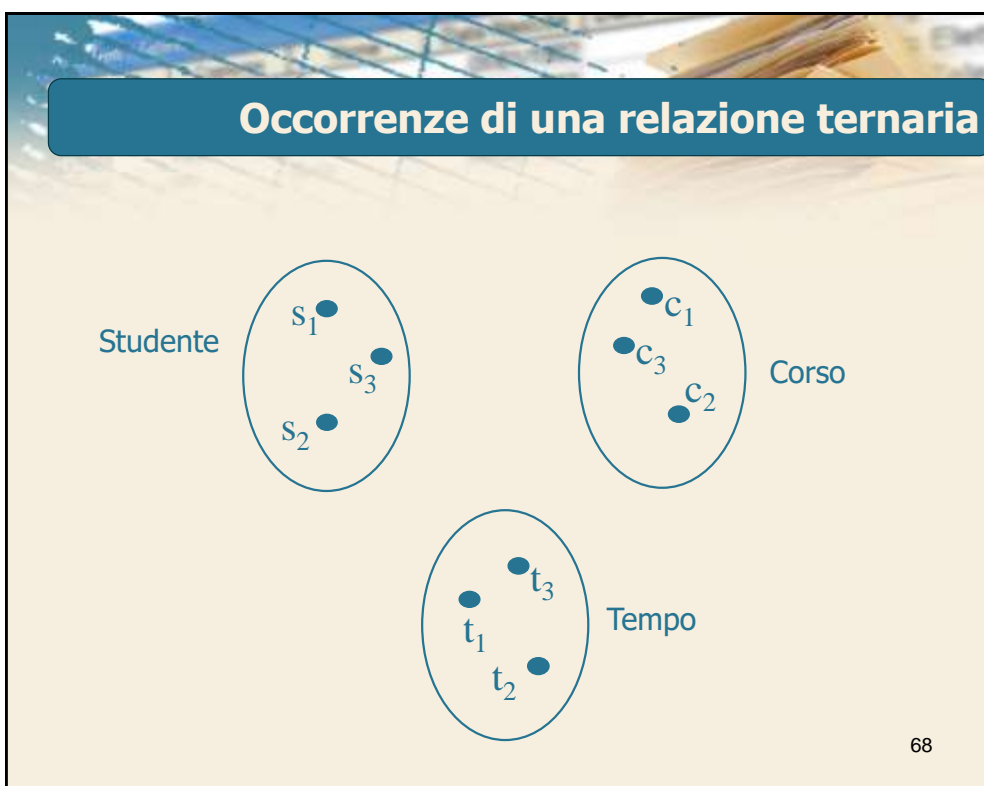 Occorrenze di una relazione ternaria
Studente
s1
s3
s2
c1
c3
c2
Corso
t3
t1
t2
Tempo
68